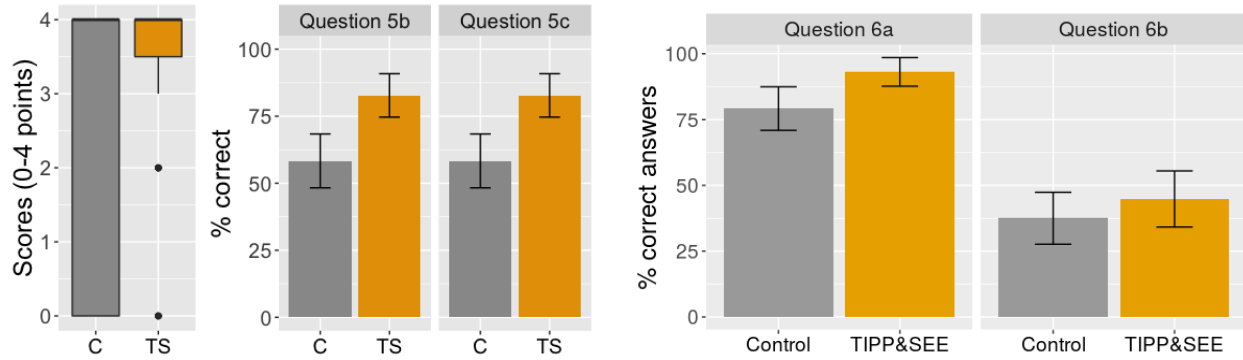 Scores (0-4 points)
4
3
2
1
0
C
TS
% correct
Question 5b
Question 5c
100
75
50
25
0
C
TS
C
TS
% correct answers
Question 6a
Question 6b
100
75
50
25
0
Control
TIPP&SEE
Control
TIPP&SEE